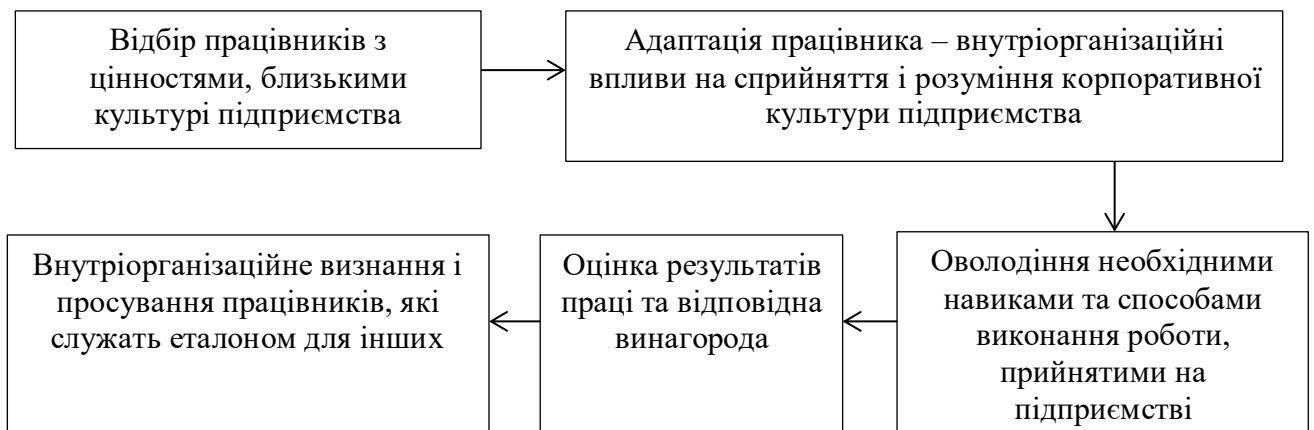 Відбір працівників з
цінностями, близькими
культурі підприємства
Адаптація працівника – внутріорганізаційні
впливи на сприйняття і розуміння корпоративної
культури підприємства
Оволодіння необхідними
навиками та способами
виконання роботи,
прийнятими на
підприємстві
Оцінка результатів
праці та відповідна
винагорода
Внутріорганізаційне визнання і
просування працівників, які
служать еталоном для інших